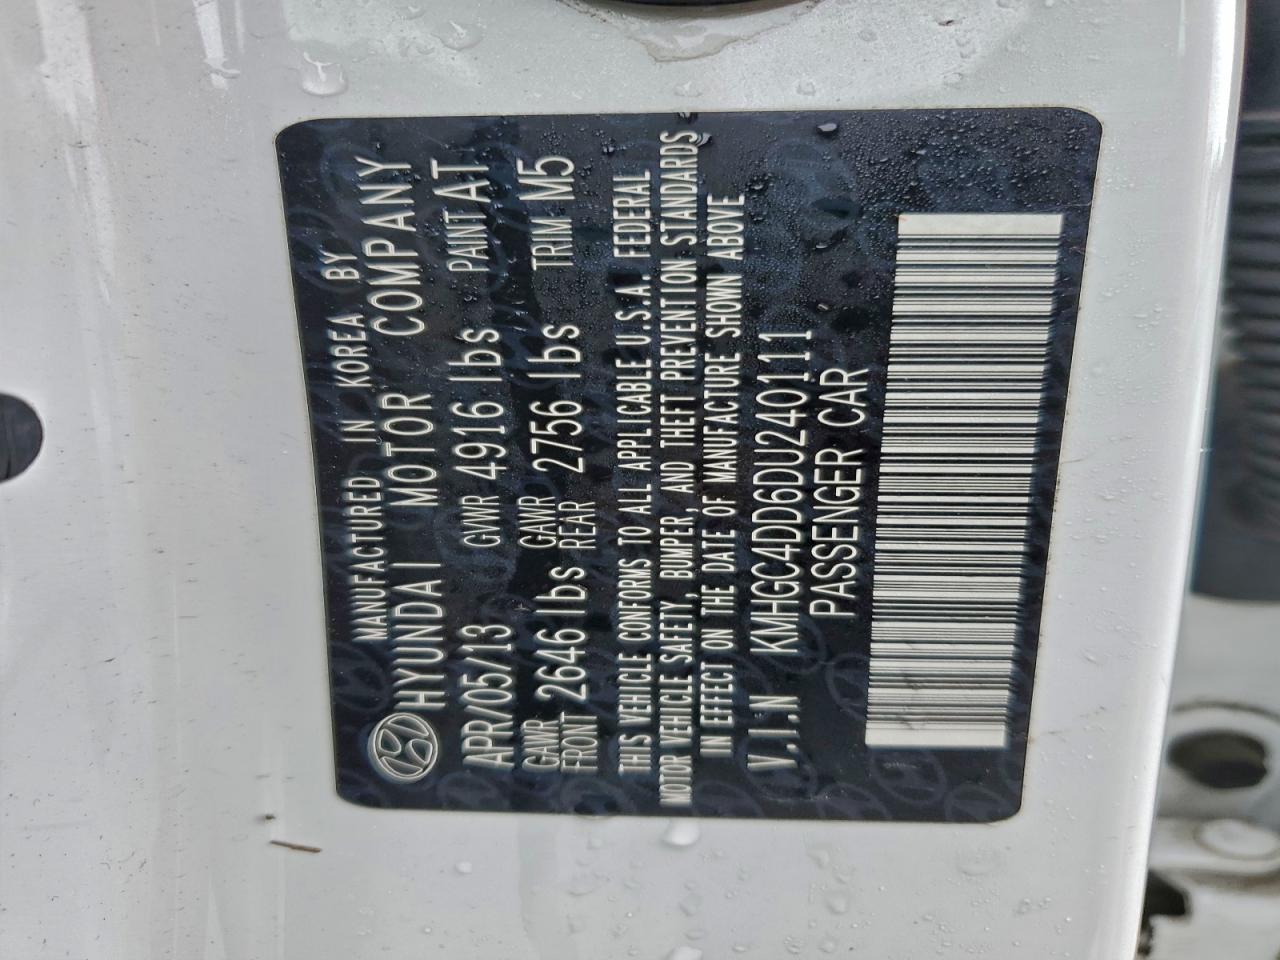 MANUFACTURED IN KOREA BY
HYUNDAI MOTOR COMPANY
APR/05/13 GVWR 4916 lbs PAINT AT
GAWR FRONT 2646 lbs GAWR REAR 2756 lbs TRIM M5
THIS VEHICLE CONFORMS TO ALL APPLICABLE U.S.A. FEDERAL
MOTOR VEHICLE SAFETY, BUMPER, AND THEFT PREVENTION STANDARDS
IN EFFECT ON THE DATE OF MANUFACTURE SHOWN ABOVE
V.I.N KMHGC4DD6DU240111
PASSENGER CAR